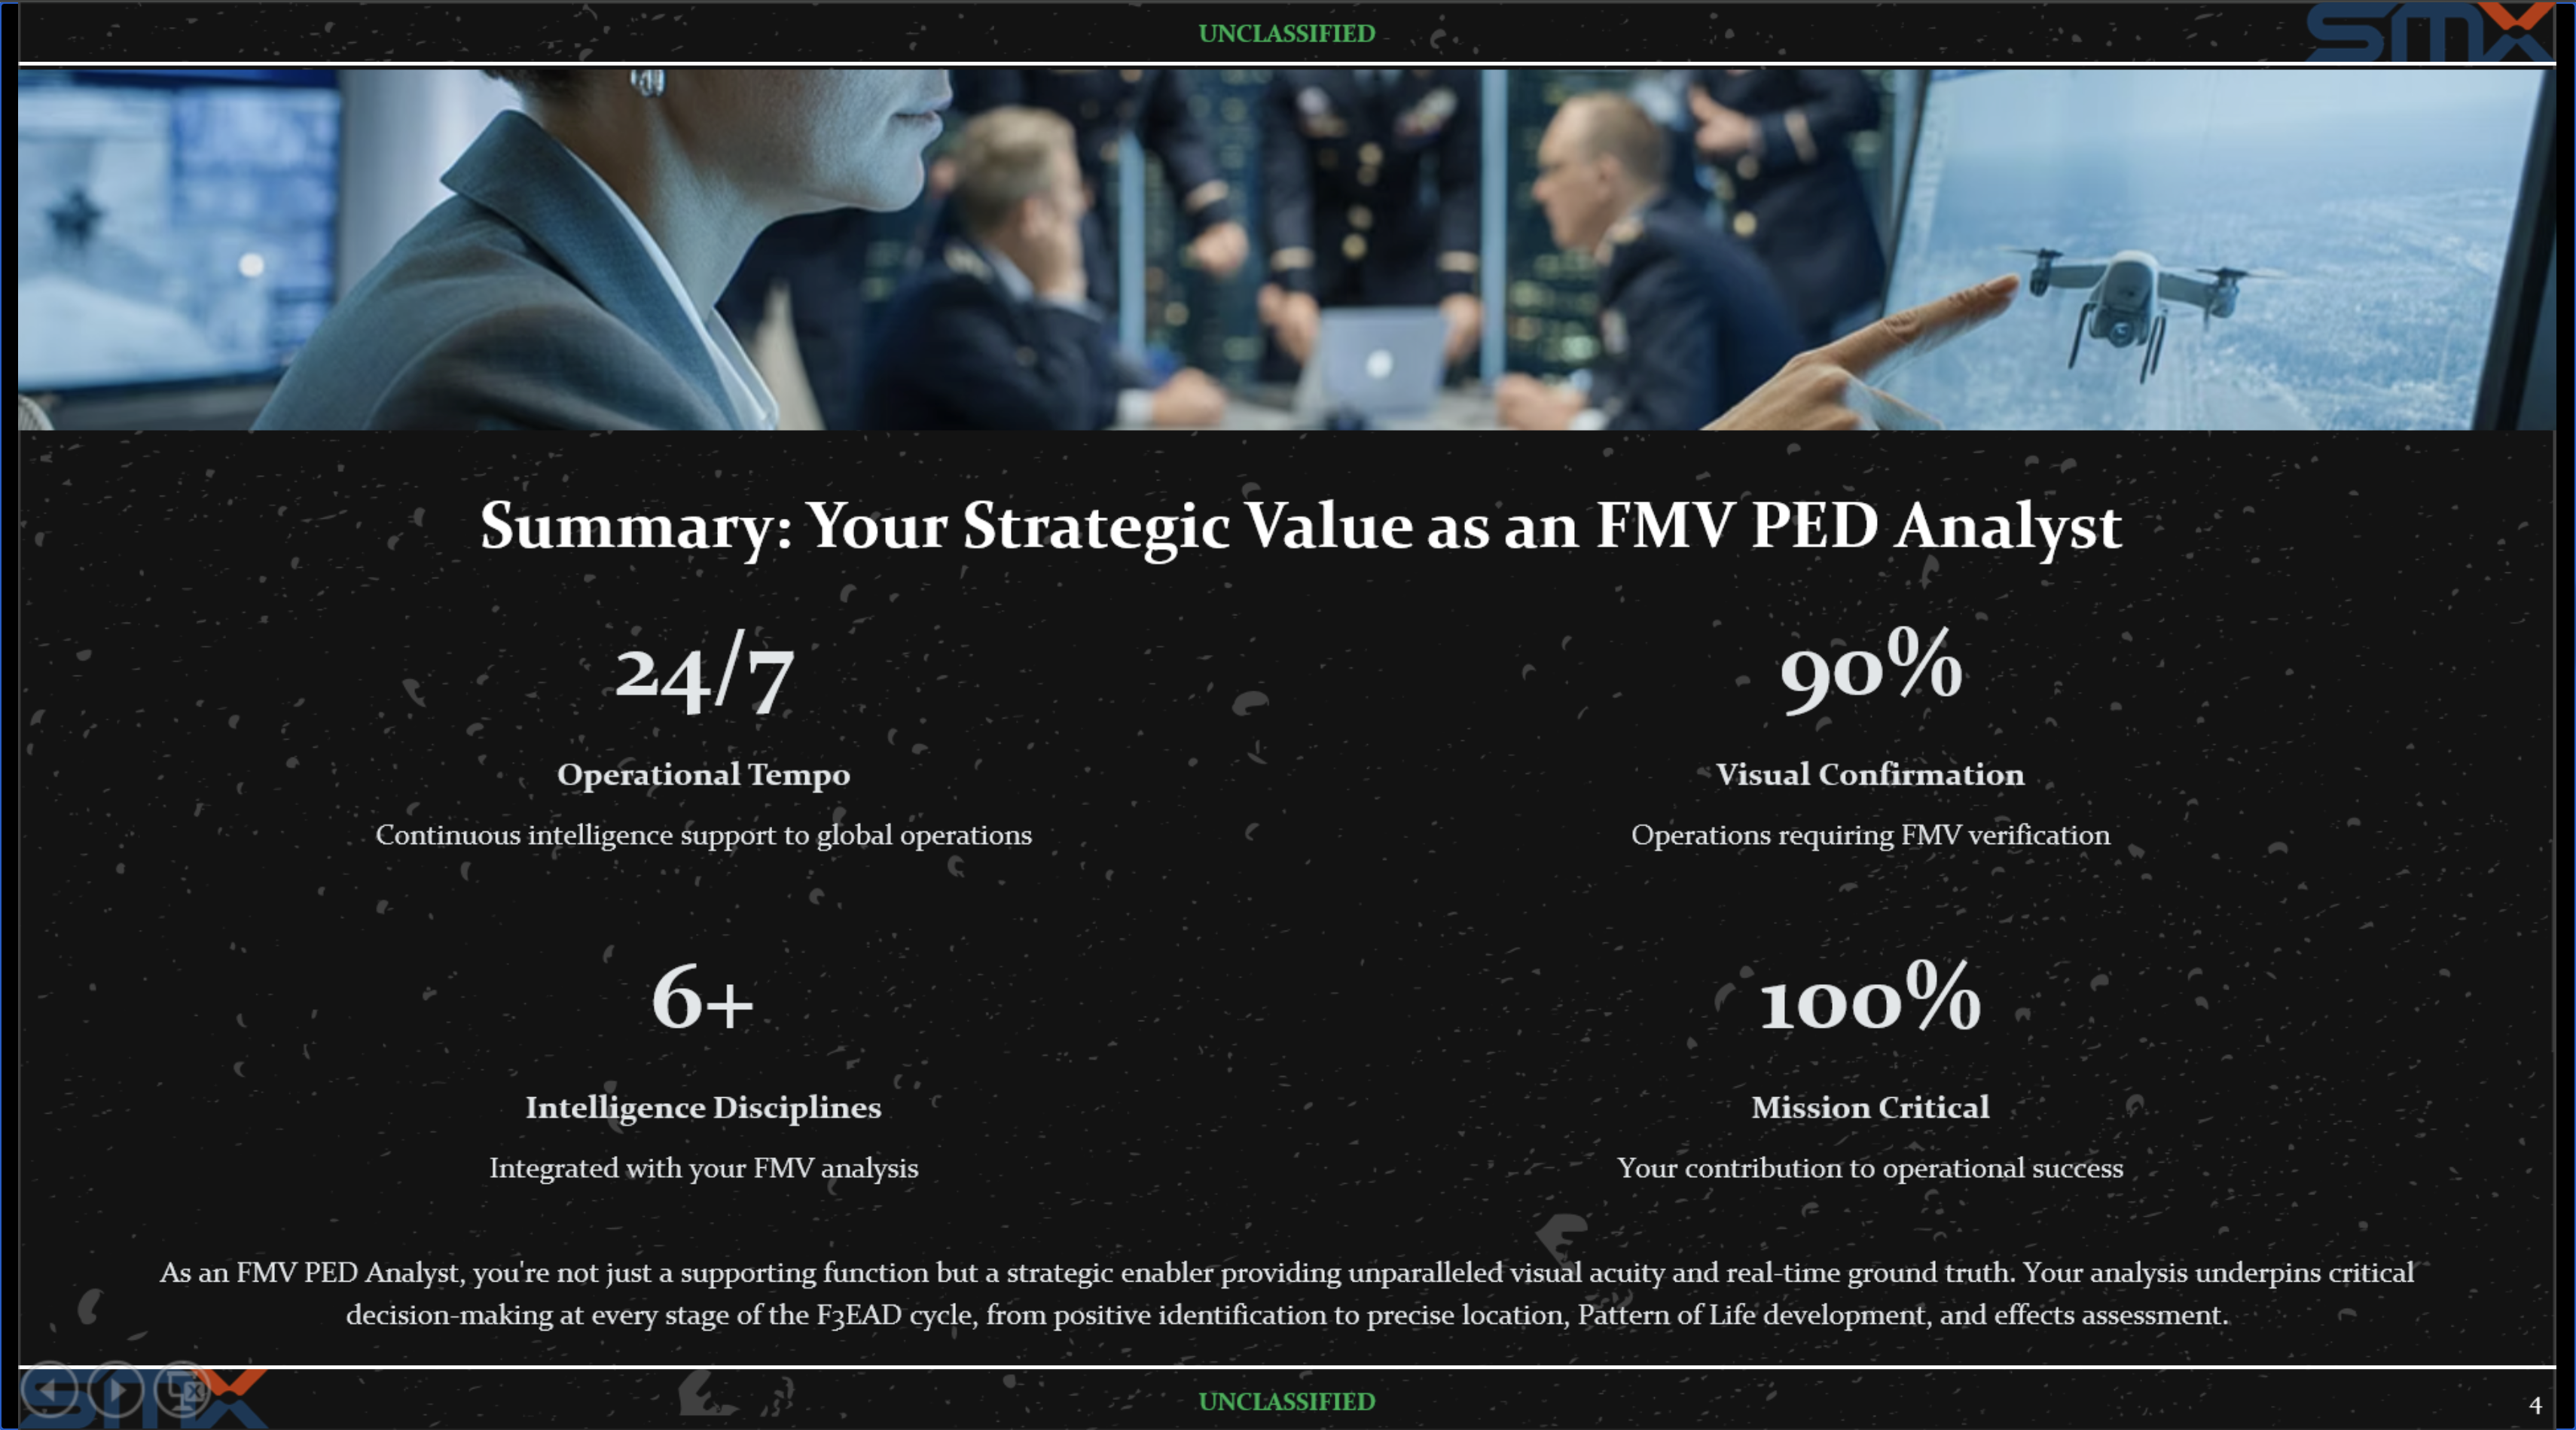 UNCLASSIFIED
SMX
Summary: Your Strategic Value as an FMV PED Analyst
24/7
Operational Tempo
Continuous intelligence support to global operations
90%
Visual Confirmation
Operations requiring FMV verification
6+
Intelligence Disciplines
Integrated with your FMV analysis
100%
Mission Critical
Your contribution to operational success
As an FMV PED Analyst, you're not just a supporting function but a strategic enabler providing unparalleled visual acuity and real-time ground truth. Your analysis underpins critical
decision-making at every stage of the F3EAD cycle, from positive identification to precise location, Pattern of Life development, and effects assessment.
SMX
UNCLASSIFIED
4